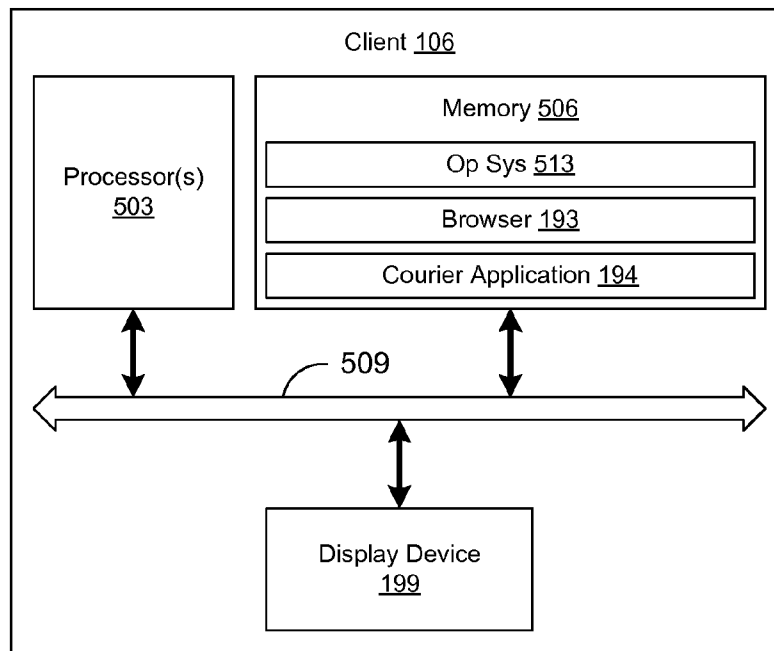 Client 106
Processor(s)
503
Memory 506
Op Sys 513
Browser 193
Courier Application 194
509
Display Device
199